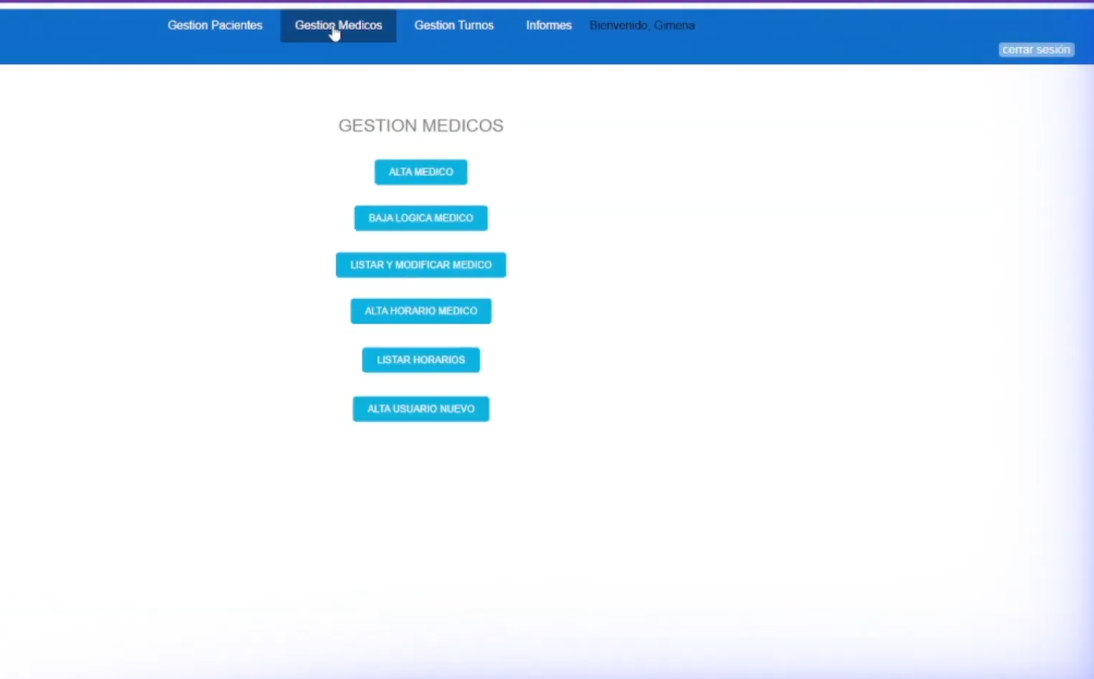 Gestion Pacientes Gestion Medicos Gestion Turnos Informes Bienvenido, Gimena
cerrar sesión
GESTION MEDICOS
ALTA MEDICO
BAJA LOGICA MEDICO
LISTAR Y MODIFICAR MEDICO
ALTA HORARIO MEDICO
LISTAR HORARIOS
ALTA USUARIO NUEVO